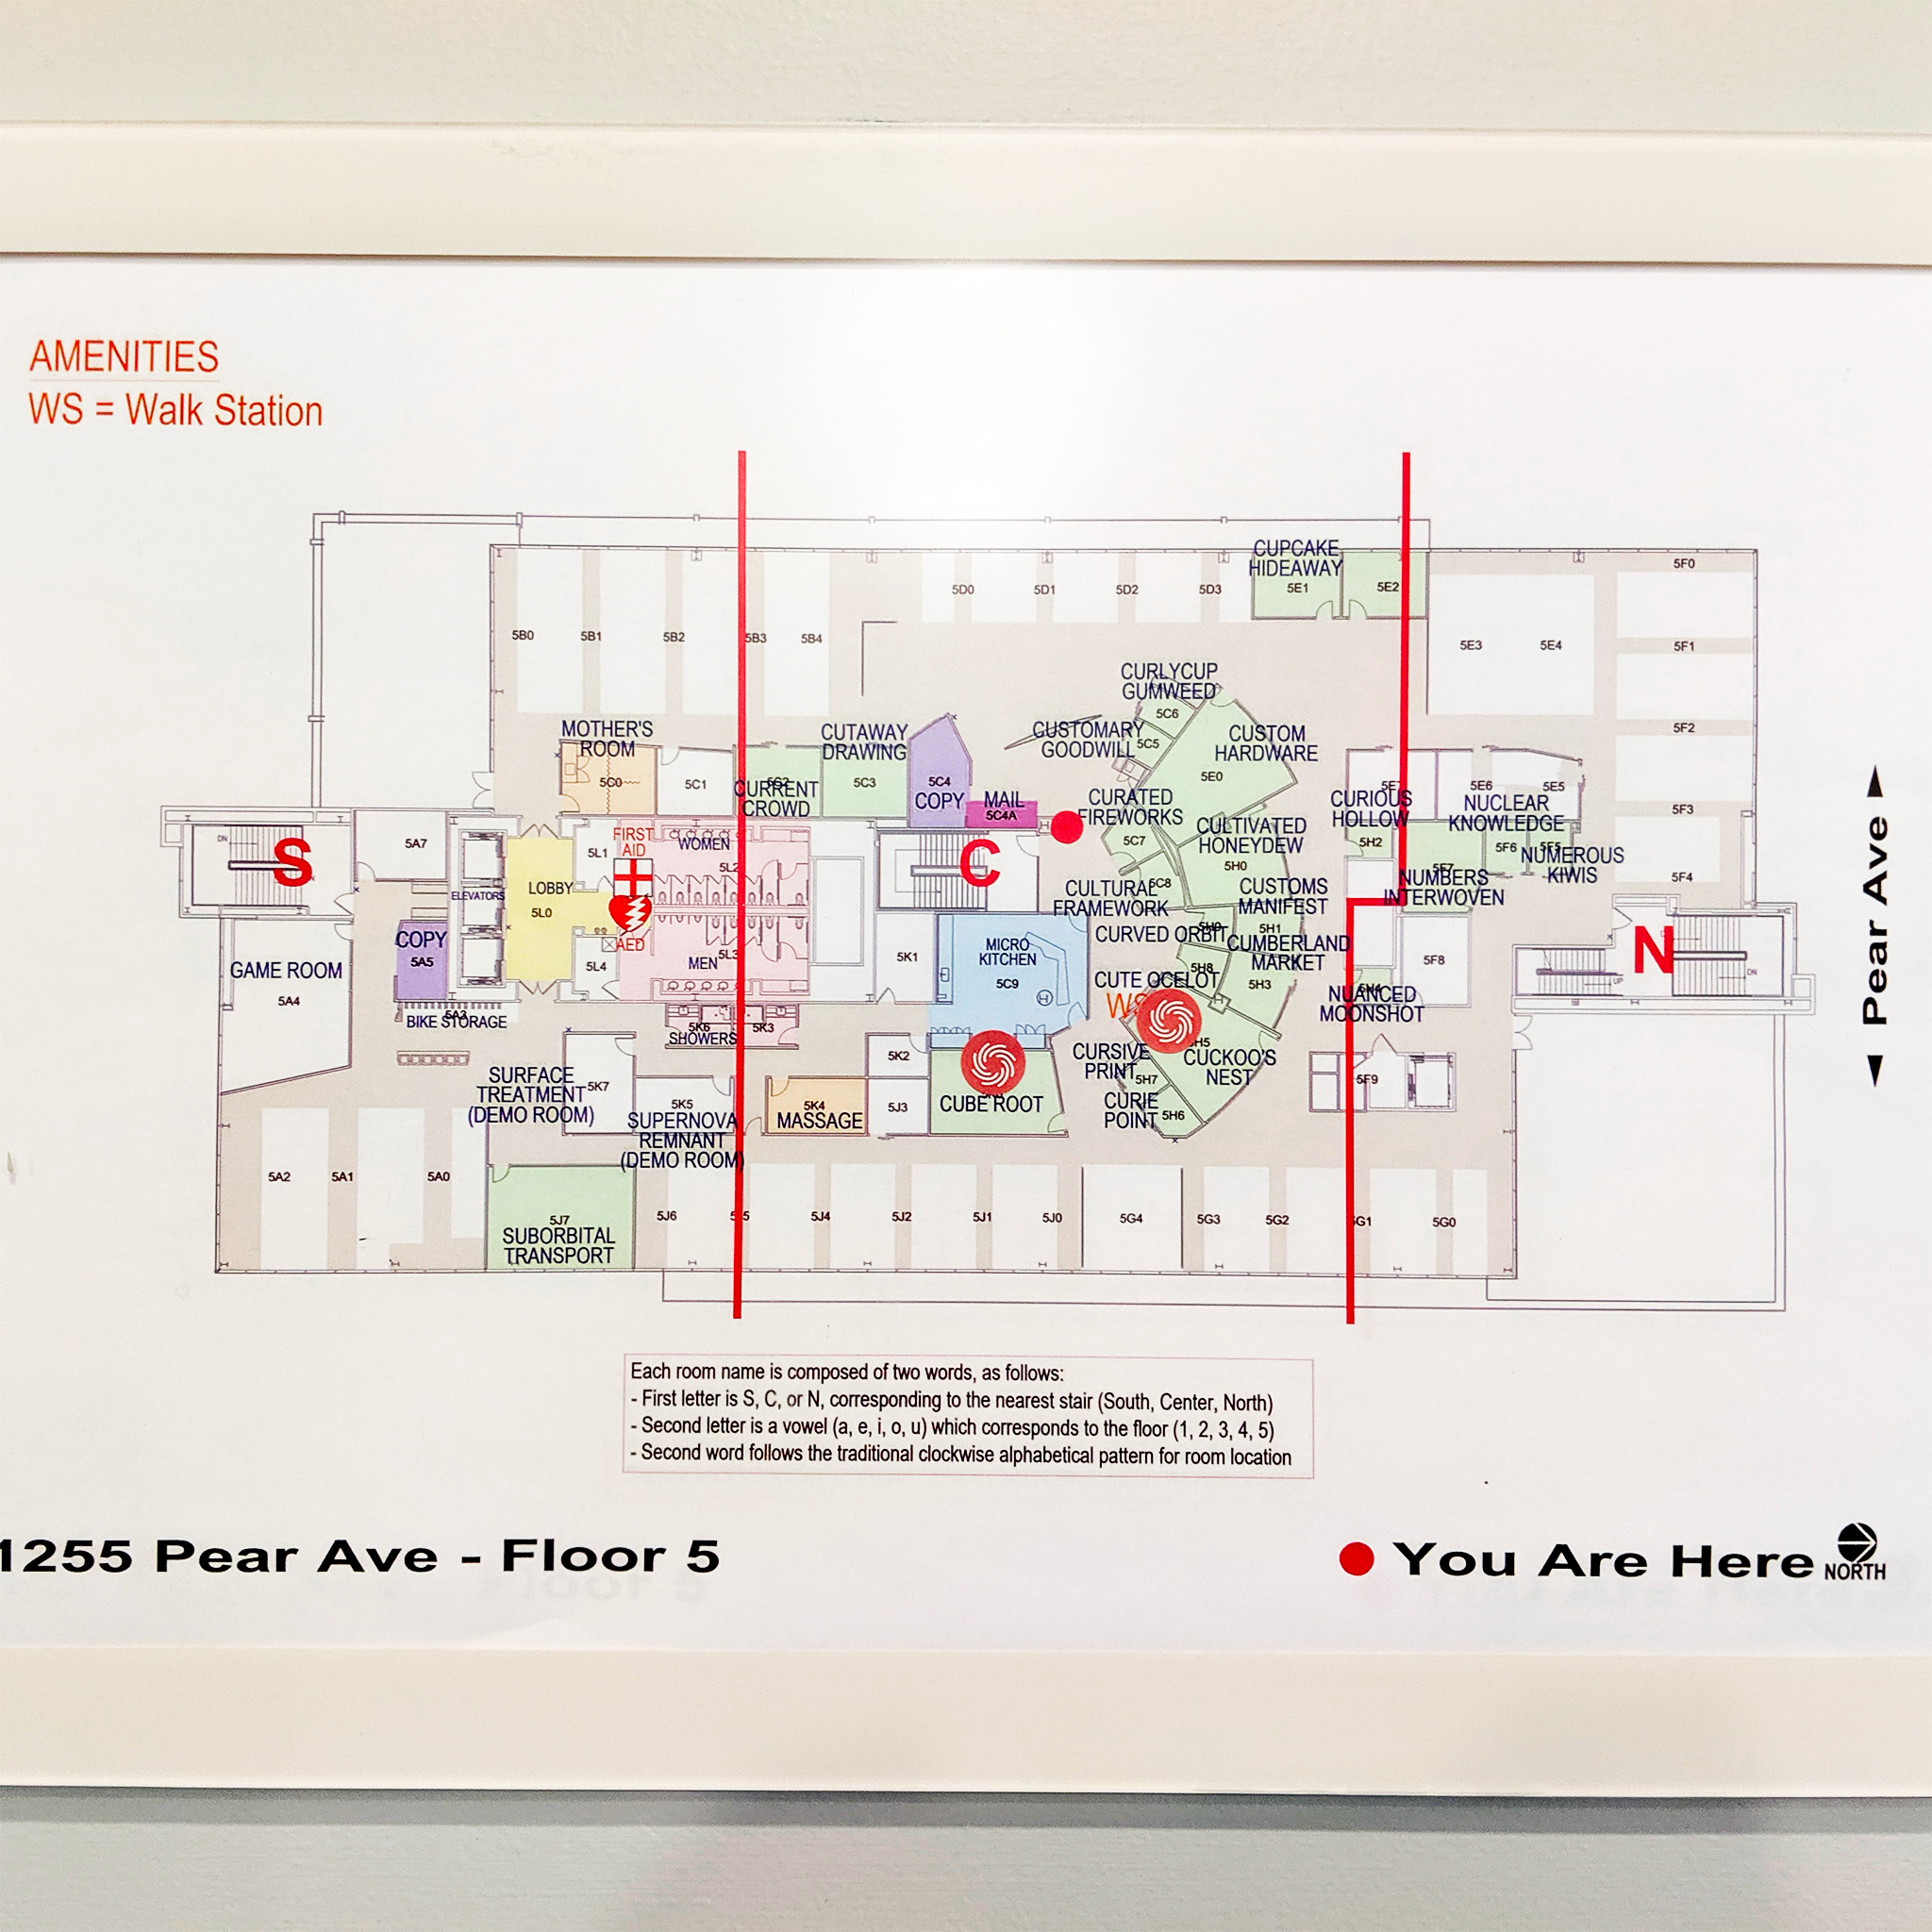 AMENITIES
WS = Walk Station
CUPCAKE
HIDEAWAY
5F0
5D0 5D1 5D2 5D3 5E1 5E2
5B0 5B1 5B2 5B3 5B4
5E3 5E4 5F1
CURLYCUP
GUMWEED
5C6
5F2
MOTHER'S
ROOM
5C0
5C1
CUTAWAY
DRAWING
5C3
CURRENT
CROWD
5C4
COPY
MAIL
5C4A
CUSTOMARY
GOODWILL
5C5
CUSTOM
HARDWARE
5E0
5E6 5E5
CURATED
FIREWORKS
5C7
CURIOUS
HOLLOW
5H2
NUCLEAR
KNOWLEDGE
5F3
5A7
S
DN
ELEVATORS
LOBBY
5L0
5L1
FIRST
AID
WOMEN
5L2
C
CULTIVATED
HONEYDEW
5H0
5F6 5F5
NUMEROUS
KIWIS
5F4
5C8
CULTURAL
FRAMEWORK
CUSTOMS
MANIFEST
5H1
5F7
NUMBERS
INTERWOVEN
Pear Ave
COPY
5A5
AED
MEN
5L3
5L4
5K1
MICRO
KITCHEN
5C9
CURVED ORBIT
CUMBERLAND
MARKET
5H3
5F8
N
UP
DN
GAME ROOM
5A4
5H8
CUTE OCELOT
WS
NUANCED
MOONSHOT
5A3
BIKE STORAGE
5K6
SHOWERS
5K3
5K2
H5
CUCKOO'S
NEST
CURSIVE
PRINT
5H7
5F9
SURFACE
TREATMENT
(DEMO ROOM)
5K7
5K5
SUPERNOVA
REMNANT
(DEMO ROOM)
5K4
MASSAGE
5J3
CUBE ROOT
CURIE
POINT
5H6
5A2 5A1 5A0
5J7
SUBORBITAL
TRANSPORT
5J6 5J4 5J2 5J1 5J0 5G4 5G3 5G2 5G1 5G0
Each room name is composed of two words, as follows:
- First letter is S, C, or N, corresponding to the nearest stair (South, Center, North)
- Second letter is a vowel (a, e, i, o, u) which corresponds to the floor (1, 2, 3, 4, 5)
- Second word follows the traditional clockwise alphabetical pattern for room location
1255 Pear Ave - Floor 5
You Are Here
NORTH